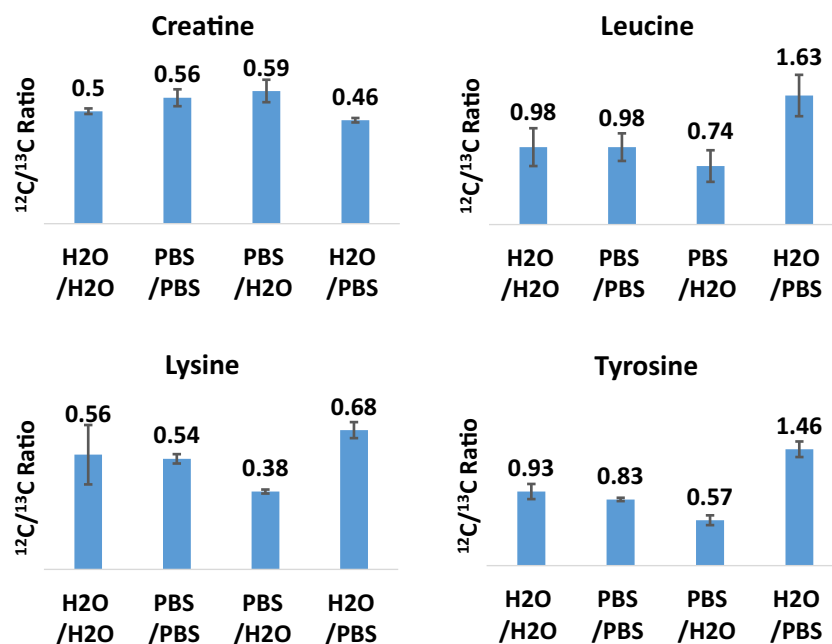 Creatine
¹²C/¹³C Ratio
0.5
0.56
0.59
0.46
H2O
/H2O
PBS
/PBS
PBS
/H2O
H2O
/PBS
Leucine
¹²C/¹³C Ratio
0.98
0.98
0.74
1.63
H2O
/H2O
PBS
/PBS
PBS
/H2O
H2O
/PBS
Lysine
¹²C/¹³C Ratio
0.56
0.54
0.38
0.68
H2O
/H2O
PBS
/PBS
PBS
/H2O
H2O
/PBS
Tyrosine
¹²C/¹³C Ratio
0.93
0.83
0.57
1.46
H2O
/H2O
PBS
/PBS
PBS
/H2O
H2O
/PBS